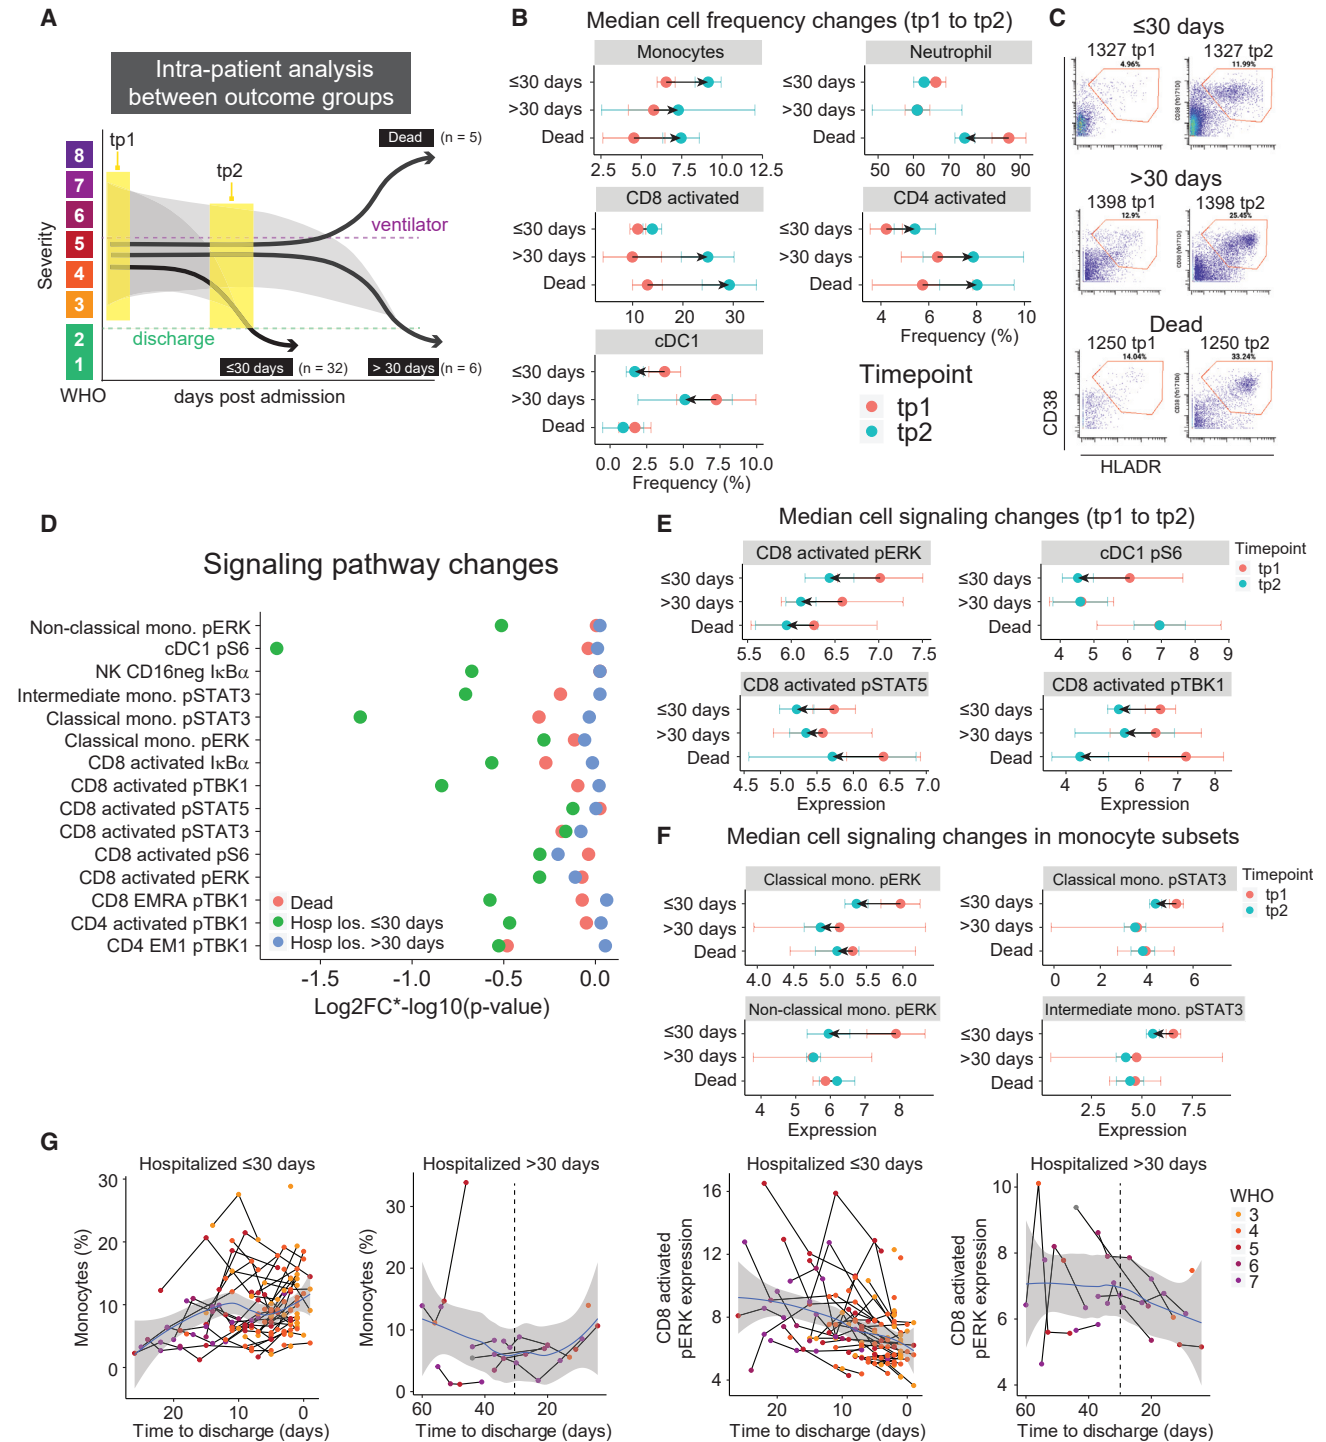 A
Intra-patient analysis
between outcome groups
tp1
tp2
Dead (n = 5)
ventilator
discharge
≤30 days (n = 32)
> 30 days (n = 6)
Severity
8
7
6
5
4
3
2
1
WHO
days post admission
B
Median cell frequency changes (tp1 to tp2)
Monocytes
≤30 days
>30 days
Dead
2.5 5.0 7.5 10.0 12.5
Neutrophil
≤30 days
>30 days
Dead
50 60 70 80 90
CD8 activated
≤30 days
>30 days
Dead
10 20 30
CD4 activated
≤30 days
>30 days
Dead
4 6 8 10
Frequency (%)
cDC1
≤30 days
>30 days
Dead
0.0 2.5 5.0 7.5 10.0
Frequency (%)
Timepoint
tp1
tp2
C
≤30 days
1327 tp1 1327 tp2
4.96% 11.99%
>30 days
1398 tp1 1398 tp2
12.9% 25.45%
Dead
1250 tp1 1250 tp2
14.04% 33.24%
CD38
HLADR
D
Signaling pathway changes
Non-classical mono. pERK
cDC1 pS6
NK CD16neg IκBα
Intermediate mono. pSTAT3
Classical mono. pSTAT3
Classical mono. pERK
CD8 activated IκBα
CD8 activated pTBK1
CD8 activated pSTAT5
CD8 activated pSTAT3
CD8 activated pS6
CD8 activated pERK
CD8 EMRA pTBK1
CD4 activated pTBK1
CD4 EM1 pTBK1
Dead
Hosp los. ≤30 days
Hosp los. >30 days
-1.5 -1.0 -0.5 0.0
Log2FC*-log10(p-value)
E
Median cell signaling changes (tp1 to tp2)
CD8 activated pERK
≤30 days
>30 days
Dead
5.5 6.0 6.5 7.0 7.5
cDC1 pS6
≤30 days
>30 days
Dead
4 5 6 7 8 9
Timepoint
tp1
tp2
CD8 activated pSTAT5
≤30 days
>30 days
Dead
4.5 5.0 5.5 6.0 6.5 7.0
Expression
CD8 activated pTBK1
≤30 days
>30 days
Dead
4 5 6 7 8
Expression
F
Median cell signaling changes in monocyte subsets
Classical mono. pERK
≤30 days
>30 days
Dead
4.0 4.5 5.0 5.5 6.0
Classical mono. pSTAT3
≤30 days
>30 days
Dead
0 2 4 6
Timepoint
tp1
tp2
Non-classical mono. pERK
≤30 days
>30 days
Dead
4 5 6 7 8
Expression
Intermediate mono. pSTAT3
≤30 days
>30 days
Dead
2.5 5.0 7.5
Expression
G
Hospitalized ≤30 days
Monocytes (%)
30
20
10
0
20 10 0
Time to discharge (days)
Hospitalized >30 days
Monocytes (%)
30
20
10
0
60 40 20
Time to discharge (days)
Hospitalized ≤30 days
CD8 activated
pERK expression
16
12
8
4
20 10 0
Time to discharge (days)
Hospitalized >30 days
CD8 activated
pERK expression
10
8
6
4
60 40 20
Time to discharge (days)
WHO
3
4
5
6
7